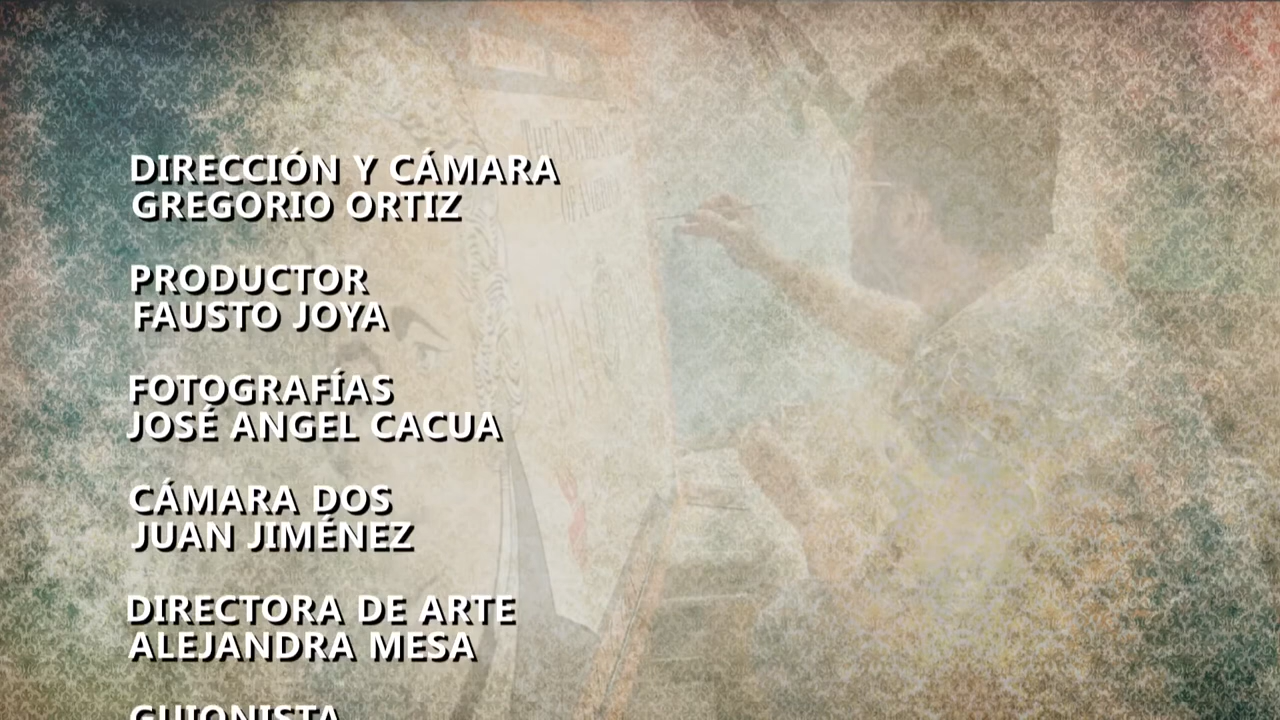 DIRECCIÓN Y CÁMARA
GREGORIO ORTIZ
PRODUCTOR
FAUSTO JOYA
FOTOGRAFÍAS
JOSÉ ANGEL CACUA
CÁMARA DOS
JUAN JIMÉNEZ
DIRECTORA DE ARTE
ALEJANDRA MESA
GUIONISTA